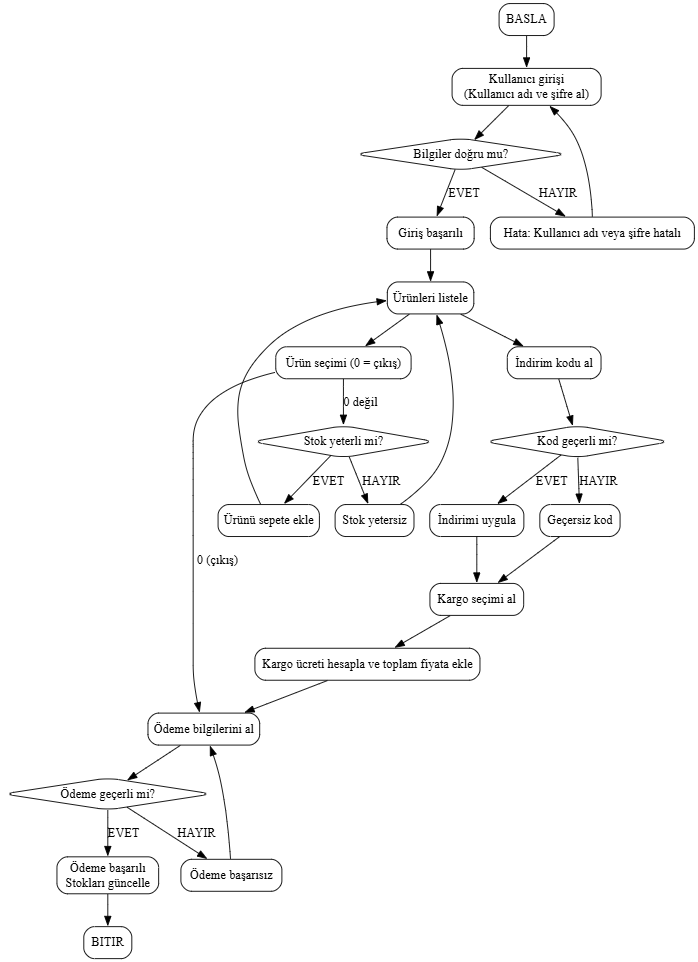 BASLA
Kullanıcı girişi
(Kullanıcı adı ve şifre al)
Bilgiler doğru mu?
EVET
HAYIR
Giriş başarılı
Hata: Kullanıcı adı veya şifre hatalı
Ürünleri listele
Ürün seçimi (0 = çıkış)
İndirim kodu al
0 değil
Stok yeterli mi?
Kod geçerli mi?
EVET
HAYIR
EVET
HAYIR
Ürünü sepete ekle
Stok yetersiz
İndirimi uygula
Geçersiz kod
0 (çıkış)
Kargo seçimi al
Kargo ücreti hesapla ve toplam fiyata ekle
Ödeme bilgilerini al
Ödeme geçerli mi?
EVET
HAYIR
Ödeme başarılı
Stokları güncelle
Ödeme başarısız
BITIR